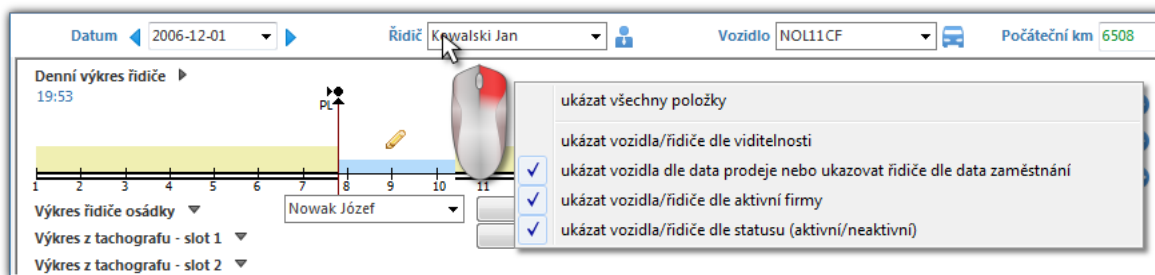 Datum 2006-12-01 Řidič Kowalski Jan Vozidlo NOL11CF Počáteční km 6508
Denní výkres řidiče
19:53
PL
1 2 3 4 5 6 7 8 9 10 11
Výkres řidiče osádky Nowak Józef
Výkres z tachografu - slot 1
Výkres z tachografu - slot 2
ukázat všechny položky
ukázat vozidla/řidiče dle viditelnosti
ukázat vozidla dle data prodeje nebo ukazovat řidiče dle data zaměstnání
ukázat vozidla/řidiče dle aktivní firmy
ukázat vozidla/řidiče dle statusu (aktivní/neaktivní)